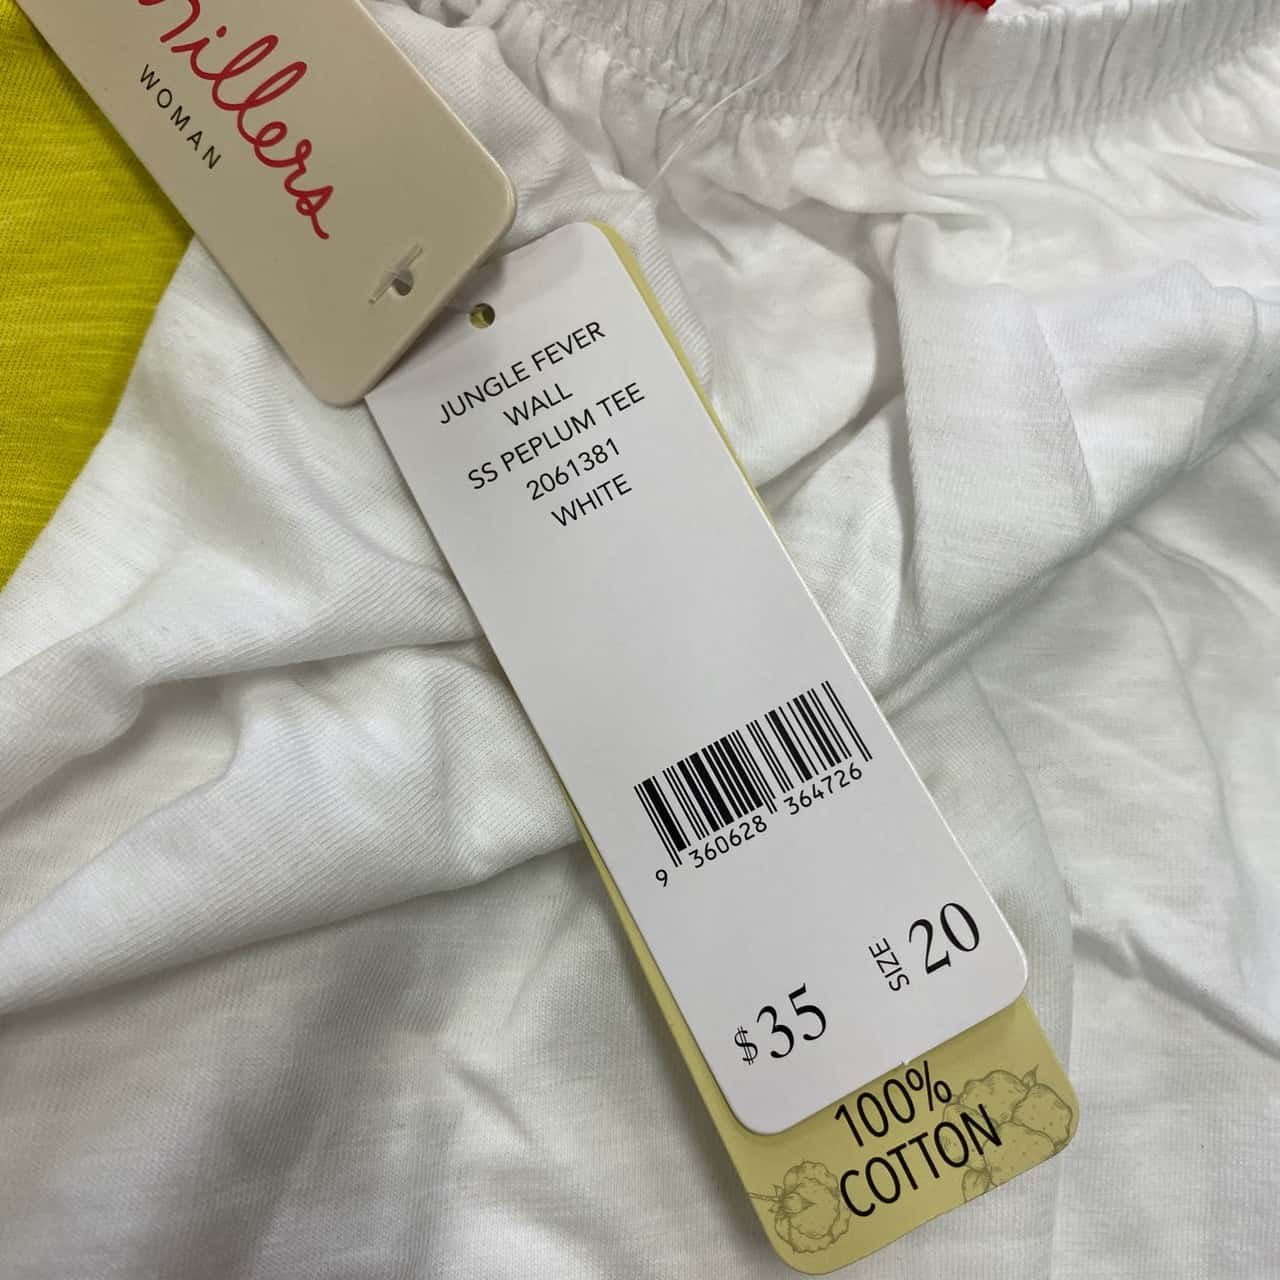 millers
WOMAN
JUNGLE FEVER
WALL
SS PEPLUM TEE
2061381
WHITE
9 360628 364726
$35 SIZE 20
100%
COTTON